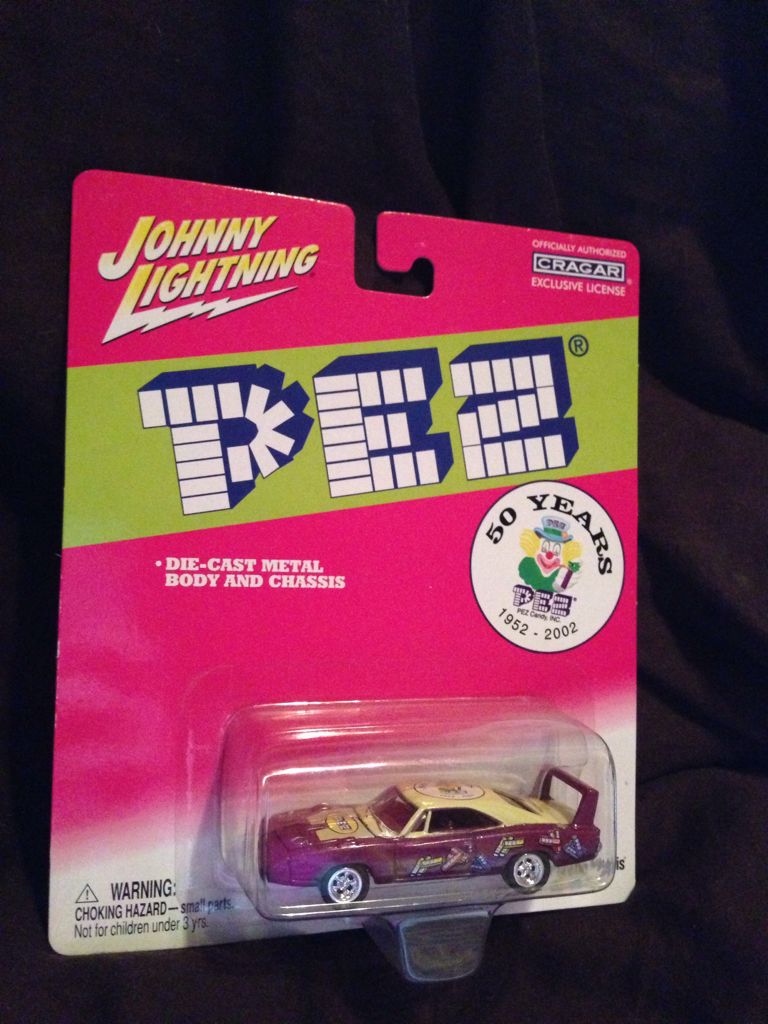 JOHNNY
LIGHTNING
OFFICIALLY AUTHORIZED
CRAGAR®
EXCLUSIVE LICENSE
PEZ®
• DIE-CAST METAL
BODY AND CHASSIS
50 YEARS
PEZ
PEZ®
PEZ Candy, INC.
1952 - 2002
⚠ WARNING:
CHOKING HAZARD — small parts.
Not for children under 3 yrs.